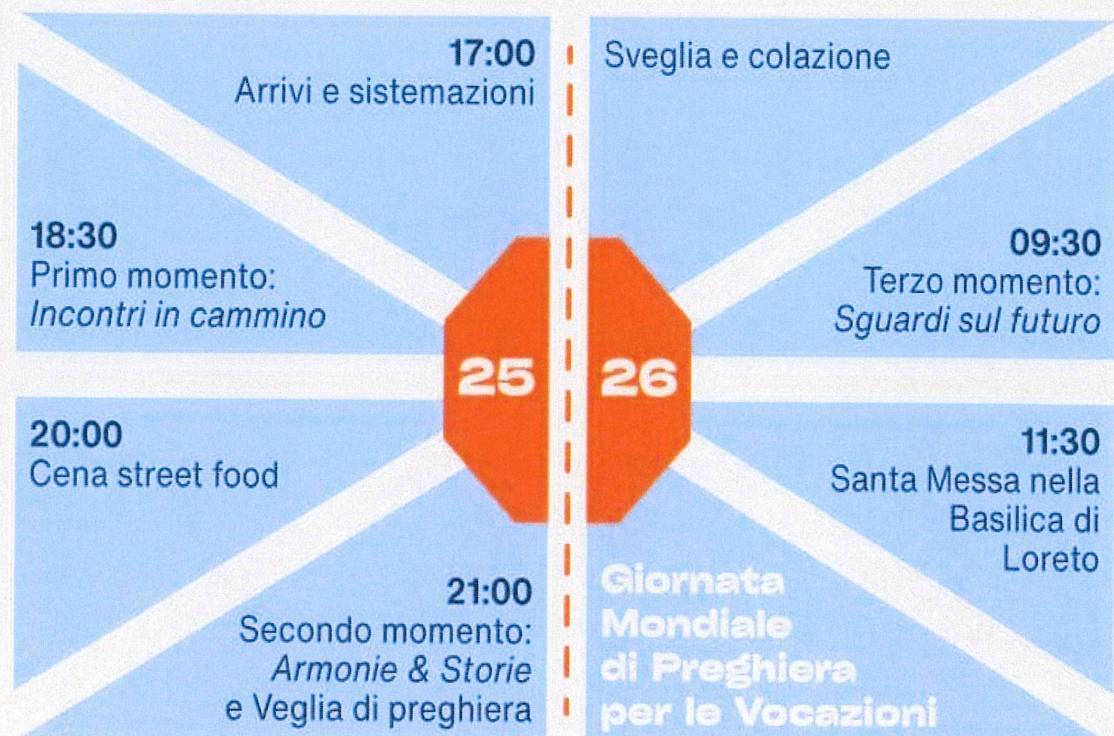 17:00
Arrivi e sistemazioni
18:30
Primo momento:
Incontri in cammino
20:00
Cena street food
21:00
Secondo momento:
Armonie & Storie
e Veglia di preghiera
25
26
Sveglia e colazione
09:30
Terzo momento:
Sguardi sul futuro
11:30
Santa Messa nella
Basilica di
Loreto
Giornata
Mondiale
di Preghiera
per le Vocazioni